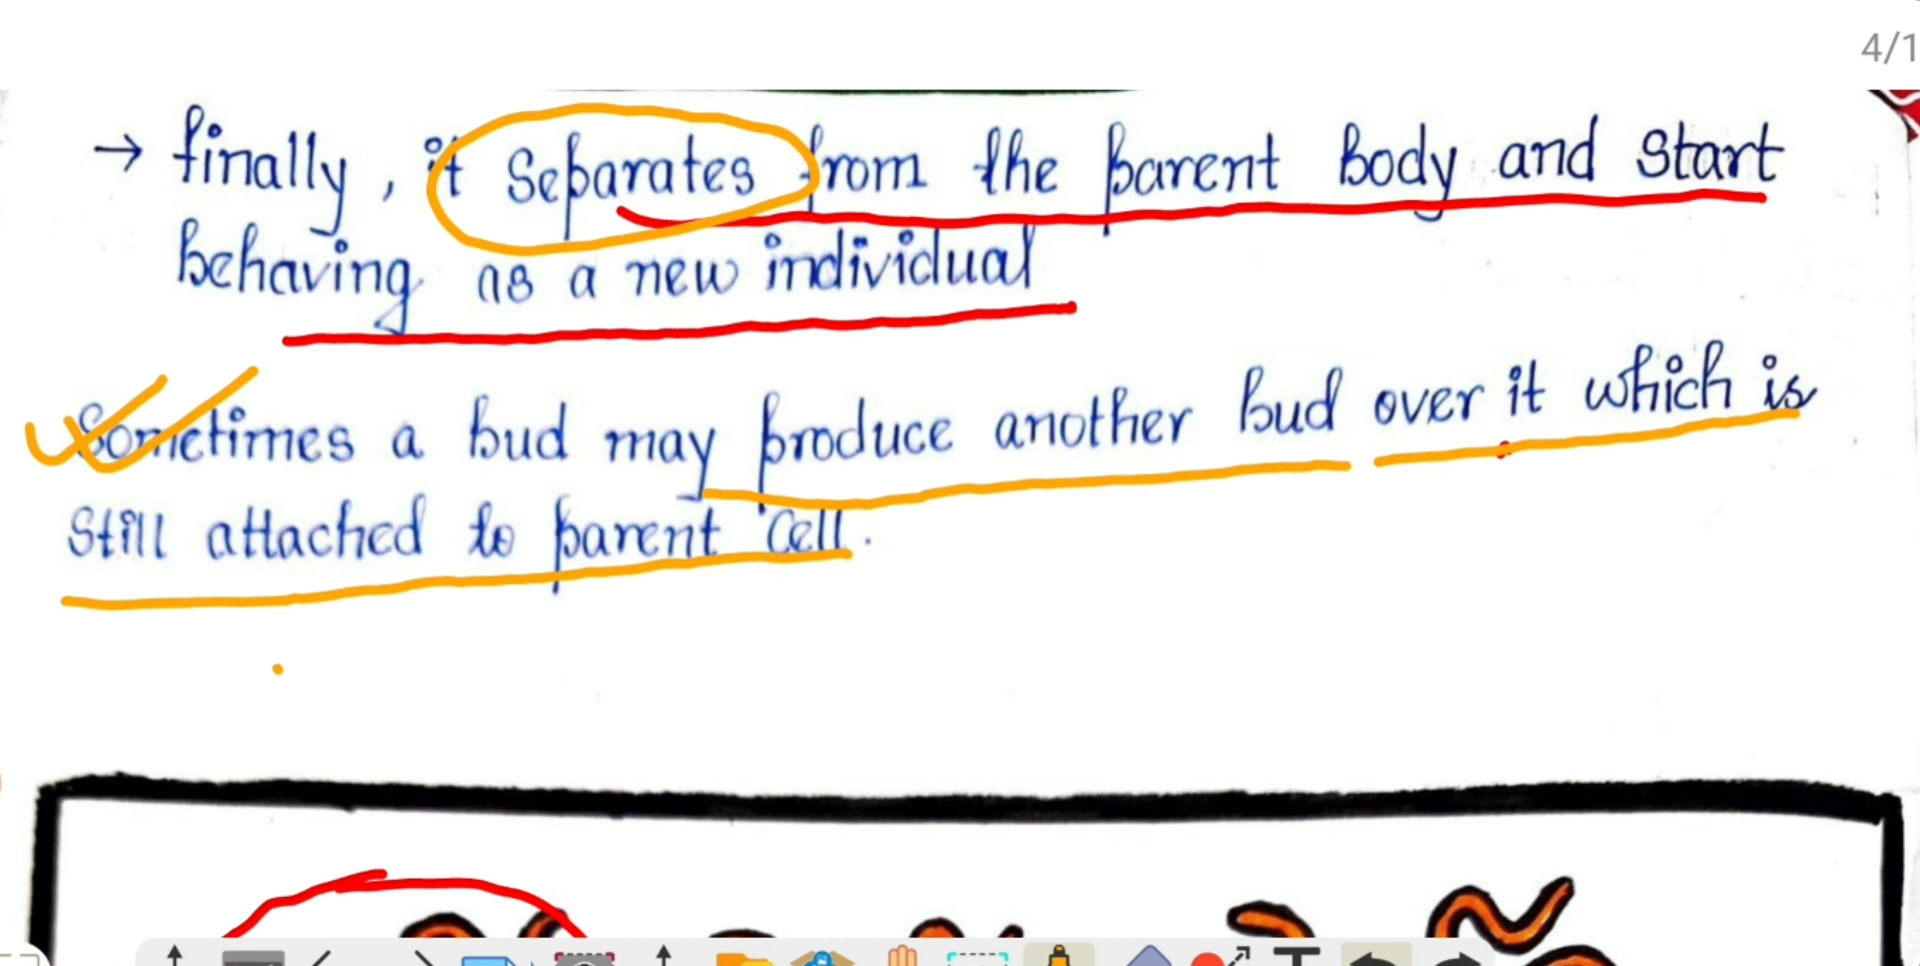 4/1
→ finally, it Separates from the parent Body and Start
behaving as a new individual
Sometimes a bud may produce another bud over it which is
Still attached to parent Cell.